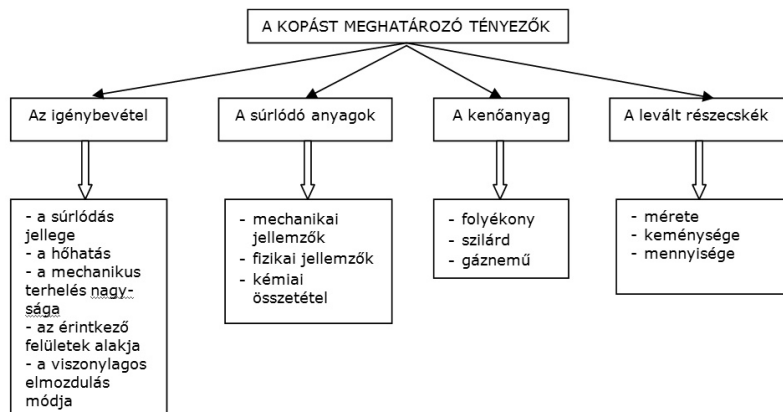 A KOPÁST MEGHATÁROZÓ TÉNYEZŐK
Az igénybevétel
A súrlódó anyagok
A kenőanyag
A levált részecskék
- a súrlódás
jellege
- a hőhatás
- a mechanikus
terhelés nagy-
sága
- az érintkező
felületek alakja
- a viszonylagos
elmozdulás
módja
- mechanikai
jellemzők
- fizikai jellemzők
- kémiai
összetétel
- folyékony
- szilárd
- gáznemű
- mérete
- keménysége
- mennyisége